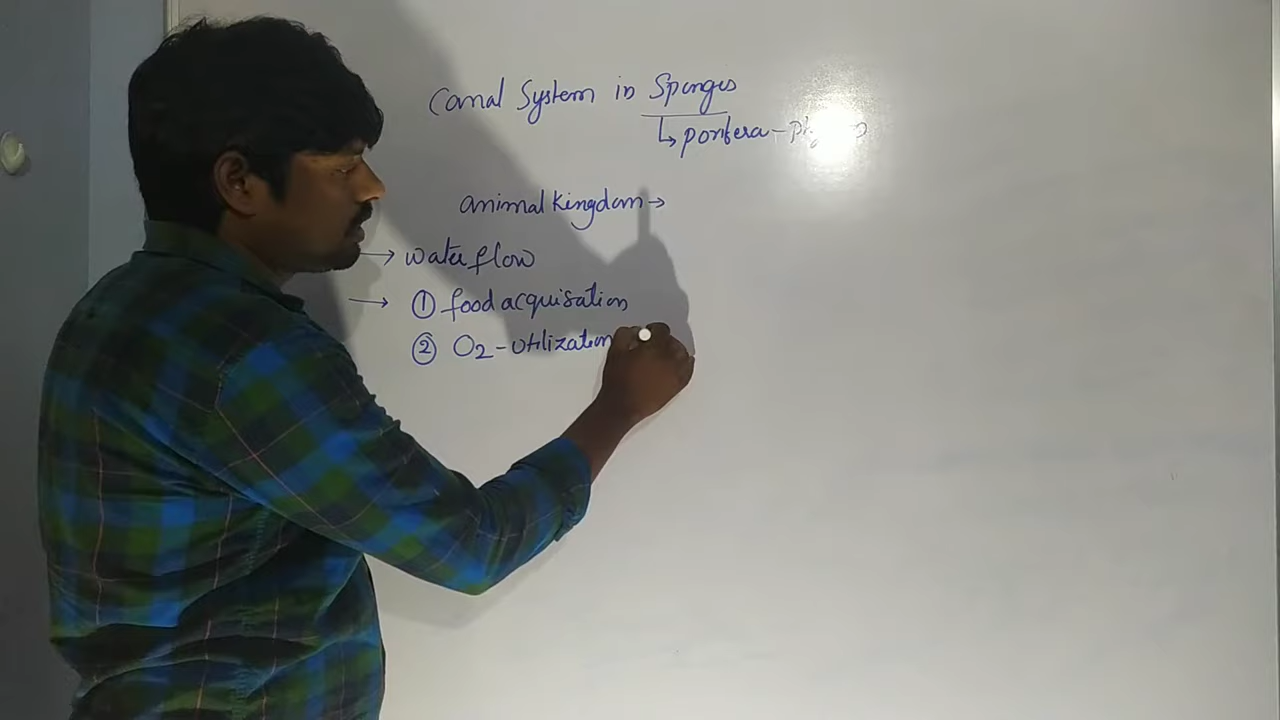 Canal System in Sponges
↳ porifera -
animal kingdom →
→ water flow
→ ① food acquisation
② O2 - utilization